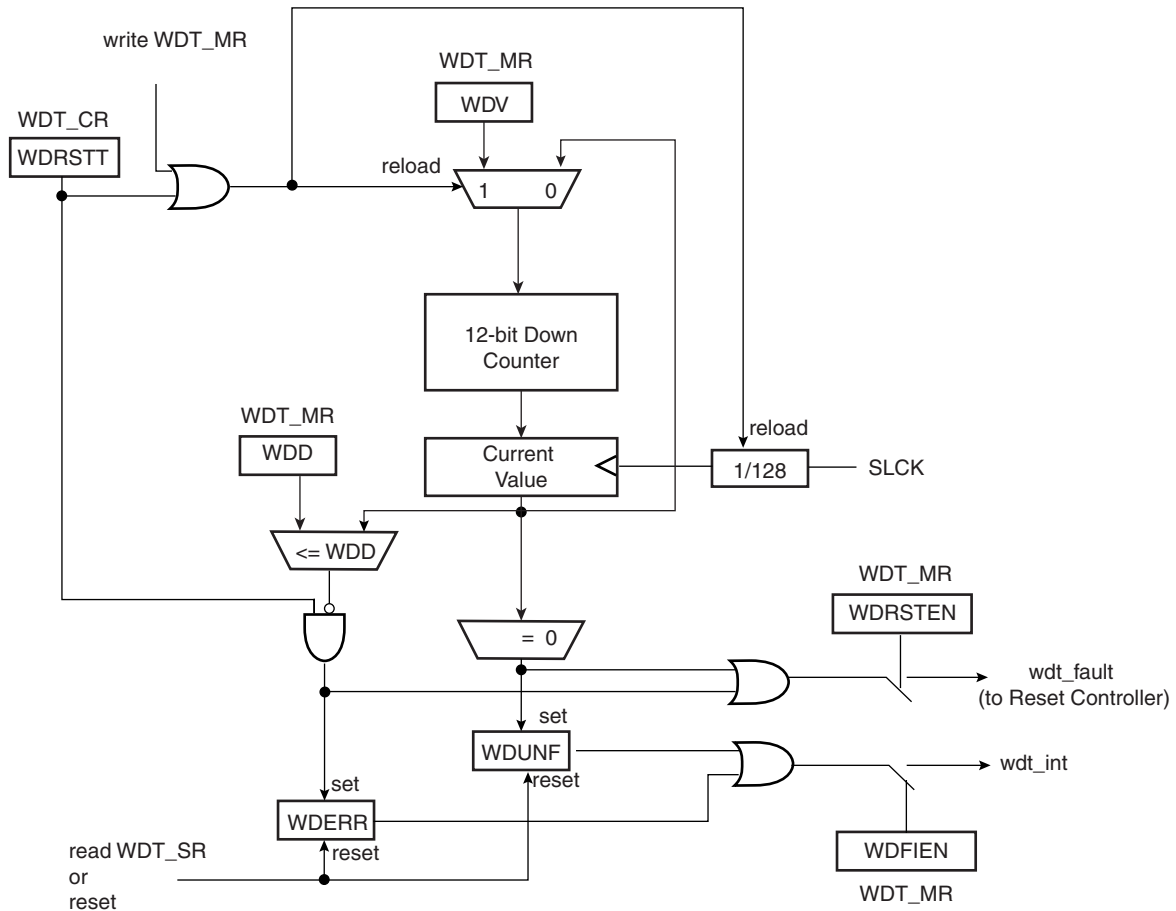 write WDT_MR
WDT_MR
WDV
WDT_CR
WDRSTT
reload
1 0
12-bit Down
Counter
WDT_MR
WDD
reload
Current
Value
1/128
SLCK
<= WDD
WDT_MR
WDRSTEN
= 0
wdt_fault
(to Reset Controller)
set
WDUNF
reset
wdt_int
set
WDERR
reset
WDFIEN
WDT_MR
read WDT_SR
or
reset